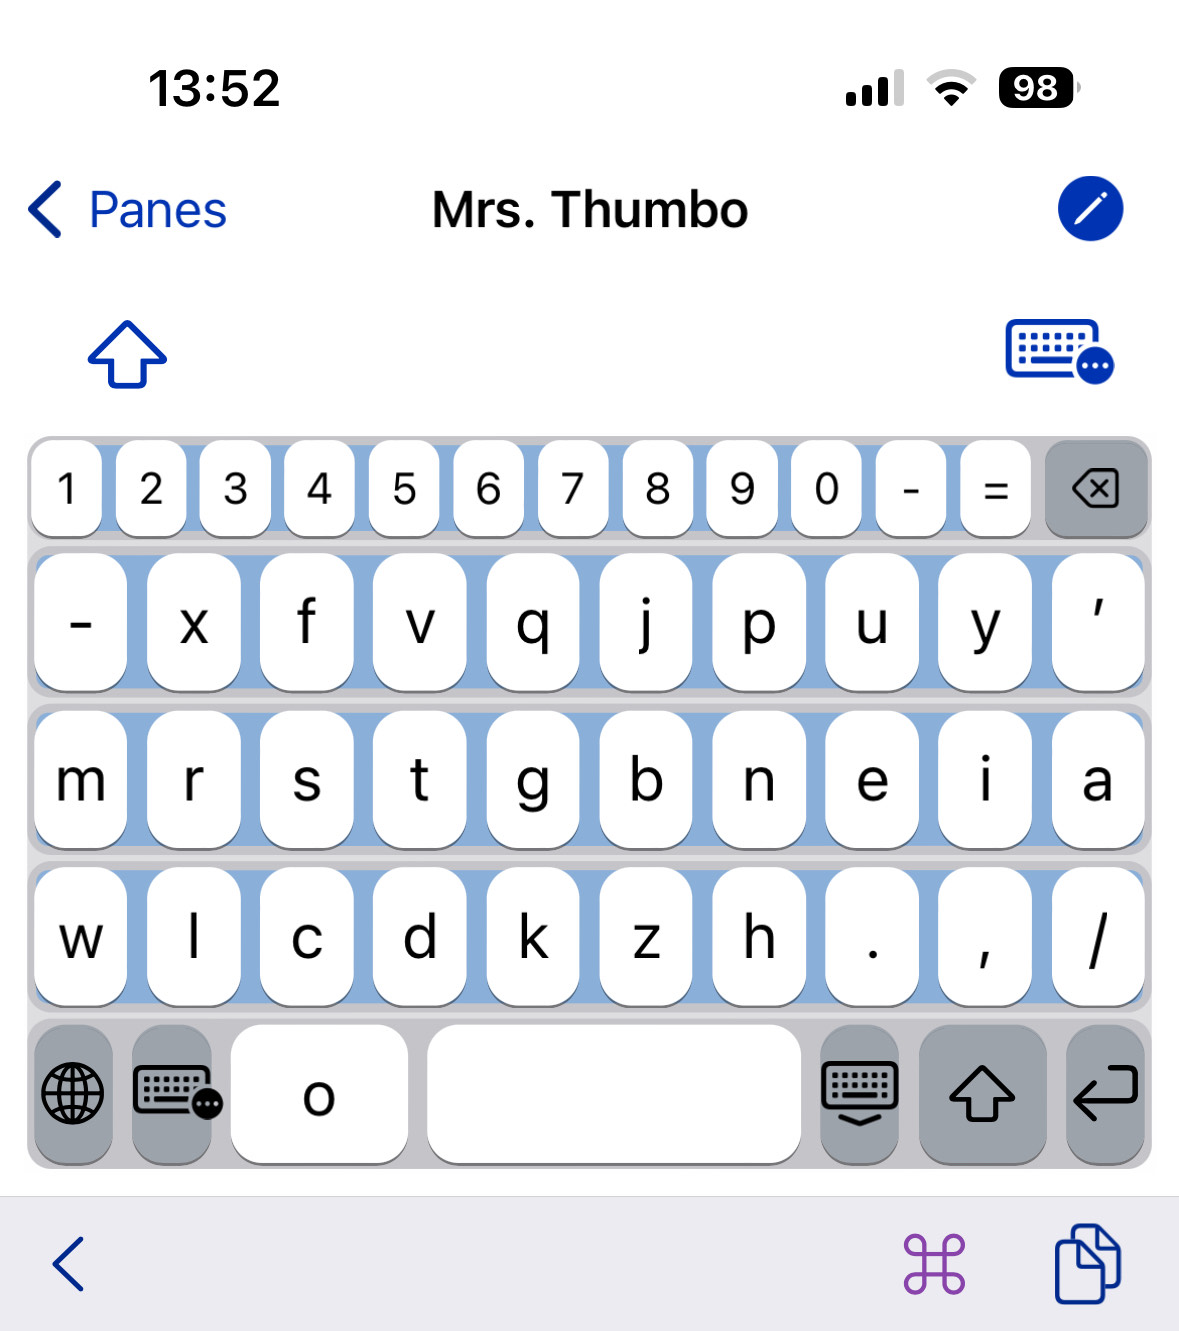 13:52 98
Panes Mrs. Thumbo
1 2 3 4 5 6 7 8 9 0 - =
- x f v q j p u y ′
m r s t g b n e i a
w l c d k z h . , /
o